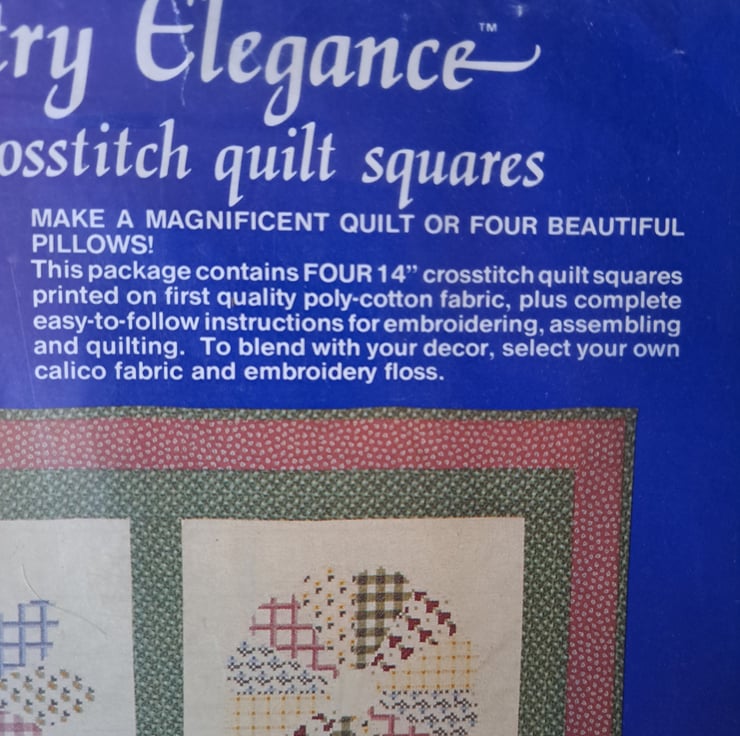 try Elegance™
osstitch quilt squares
MAKE A MAGNIFICENT QUILT OR FOUR BEAUTIFUL
PILLOWS!
This package contains FOUR 14” crosstitch quilt squares
printed on first quality poly-cotton fabric, plus complete
easy-to-follow instructions for embroidering, assembling
and quilting. To blend with your decor, select your own
calico fabric and embroidery floss.